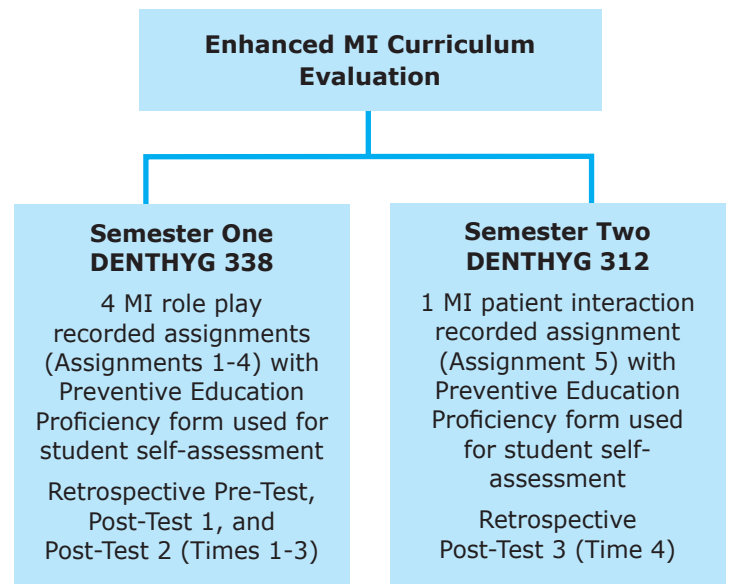 Enhanced MI Curriculum
Evaluation
Semester One
DENTHYG 338
4 MI role play
recorded assignments
(Assignments 1-4) with
Preventive Education
Proficiency form used for
student self-assessment
Retrospective Pre-Test,
Post-Test 1, and
Post-Test 2 (Times 1-3)
Semester Two
DENTHYG 312
1 MI patient interaction
recorded assignment
(Assignment 5) with
Preventive Education
Proficiency form used
for student self-
assessment
Retrospective
Post-Test 3 (Time 4)